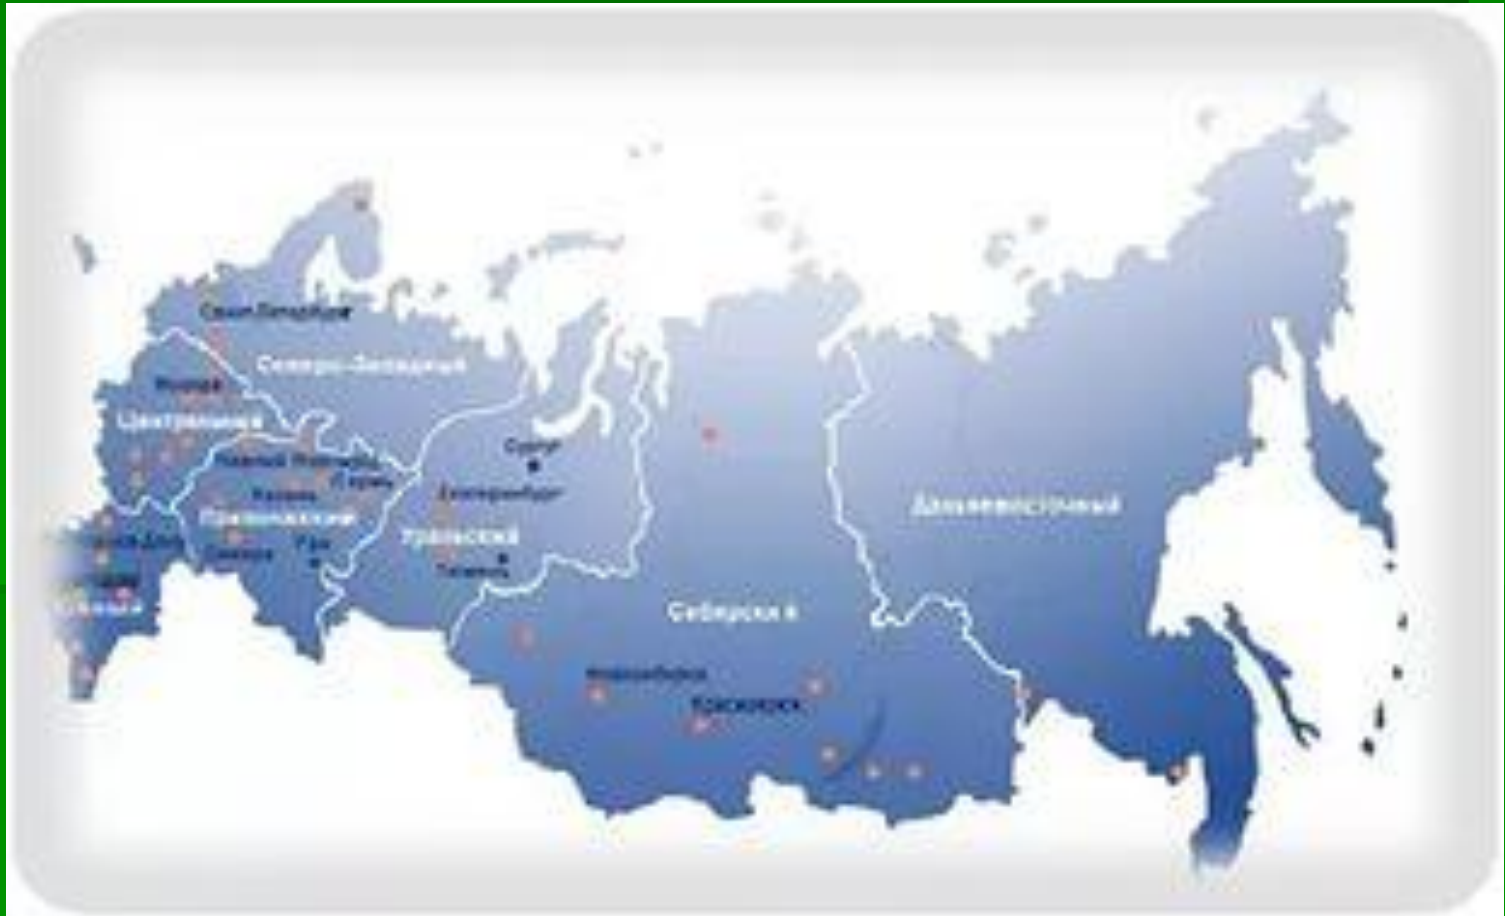 Санкт-Петербург
Северо-Западный
Москва
Центральный
Нижний Новгород
Пермь
Казань
Приволжский
Самара
Уфа
Сургут
Екатеринбург
Уральский
Тюмень
Южный
Сибирский
Новосибирск
Красноярск
Дальневосточный